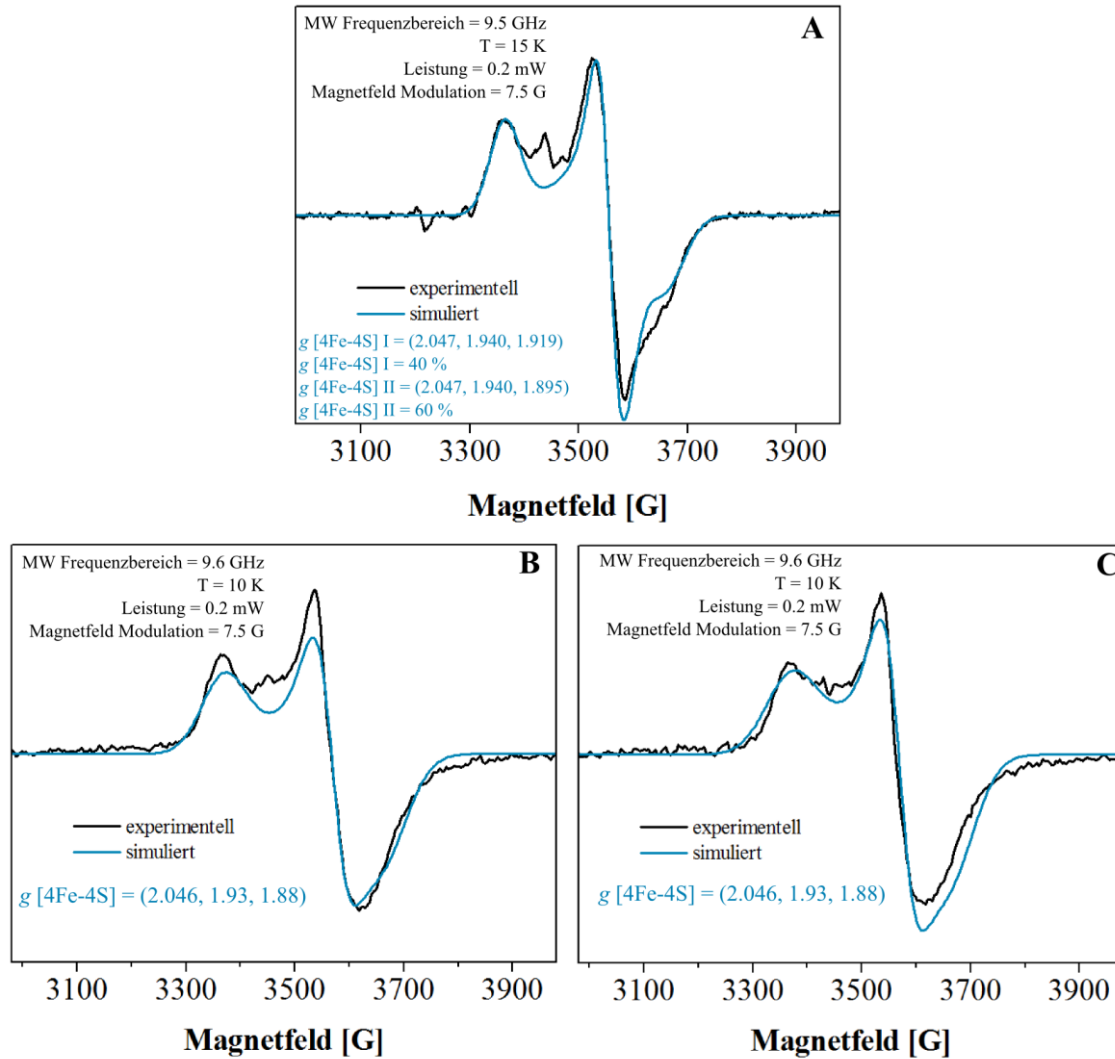 MW Frequenzbereich = 9.5 GHz
T = 15 K
Leistung = 0.2 mW
Magnetfeld Modulation = 7.5 G
A
experimentell
simuliert
g [4Fe-4S] I = (2.047, 1.940, 1.919)
g [4Fe-4S] I = 40 %
g [4Fe-4S] II = (2.047, 1.940, 1.895)
g [4Fe-4S] II = 60 %
3100 3300 3500 3700 3900
Magnetfeld [G]
MW Frequenzbereich = 9.6 GHz
T = 10 K
Leistung = 0.2 mW
Magnetfeld Modulation = 7.5 G
B
experimentell
simuliert
g [4Fe-4S] = (2.046, 1.93, 1.88)
3100 3300 3500 3700 3900
Magnetfeld [G]
MW Frequenzbereich = 9.6 GHz
T = 10 K
Leistung = 0.2 mW
Magnetfeld Modulation = 7.5 G
C
experimentell
simuliert
g [4Fe-4S] = (2.046, 1.93, 1.88)
3100 3300 3500 3700 3900
Magnetfeld [G]